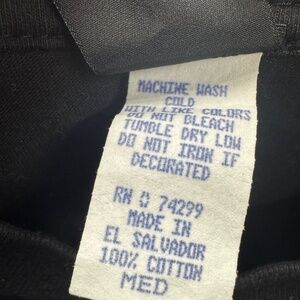 MACHINE WASH
COLD
WITH LIKE COLORS
DO NOT BLEACH
TUMBLE DRY LOW
DO NOT IRON IF
DECORATED
RN # 74299
MADE IN
EL SALVADOR
100% COTTON
MED